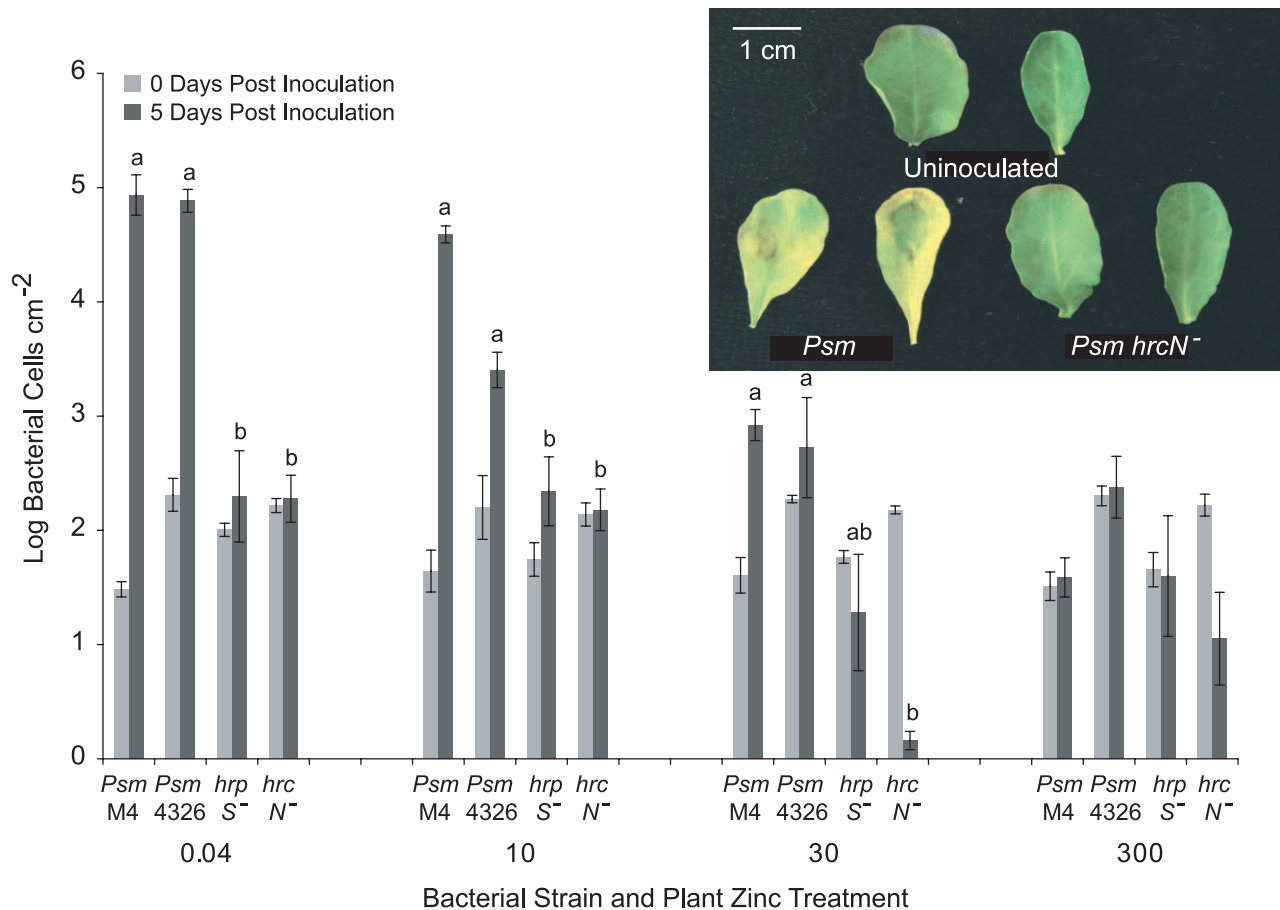 1 cm
Uninoculated
Psm
Psm hrcN⁻
6
5
4
3
2
1
0
Log Bacterial Cells cm⁻²
0 Days Post Inoculation
5 Days Post Inoculation
a
a
b
b
a
a
b
b
a
a
ab
b
Psm Psm hrp hrc Psm Psm hrp hrc Psm Psm hrp hrc Psm Psm hrp hrc
M4 4326 S⁻ N⁻ M4 4326 S⁻ N⁻ M4 4326 S⁻ N⁻ M4 4326 S⁻ N⁻
0.04 10 30 300
Bacterial Strain and Plant Zinc Treatment